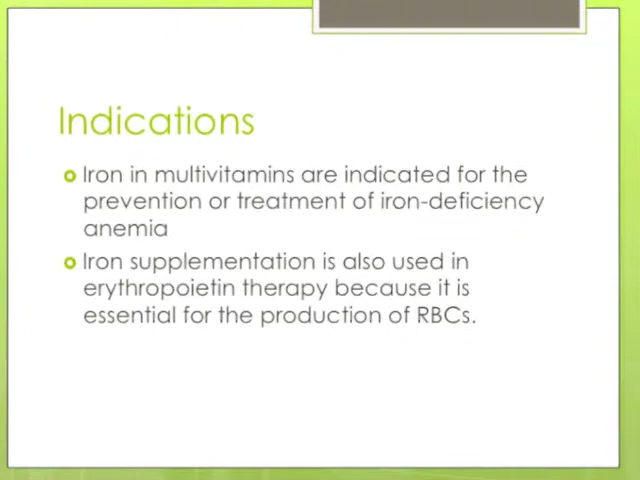 Indications
Iron in multivitamins are indicated for the
prevention or treatment of iron-deficiency
anemia
Iron supplementation is also used in
erythropoietin therapy because it is
essential for the production of RBCs.